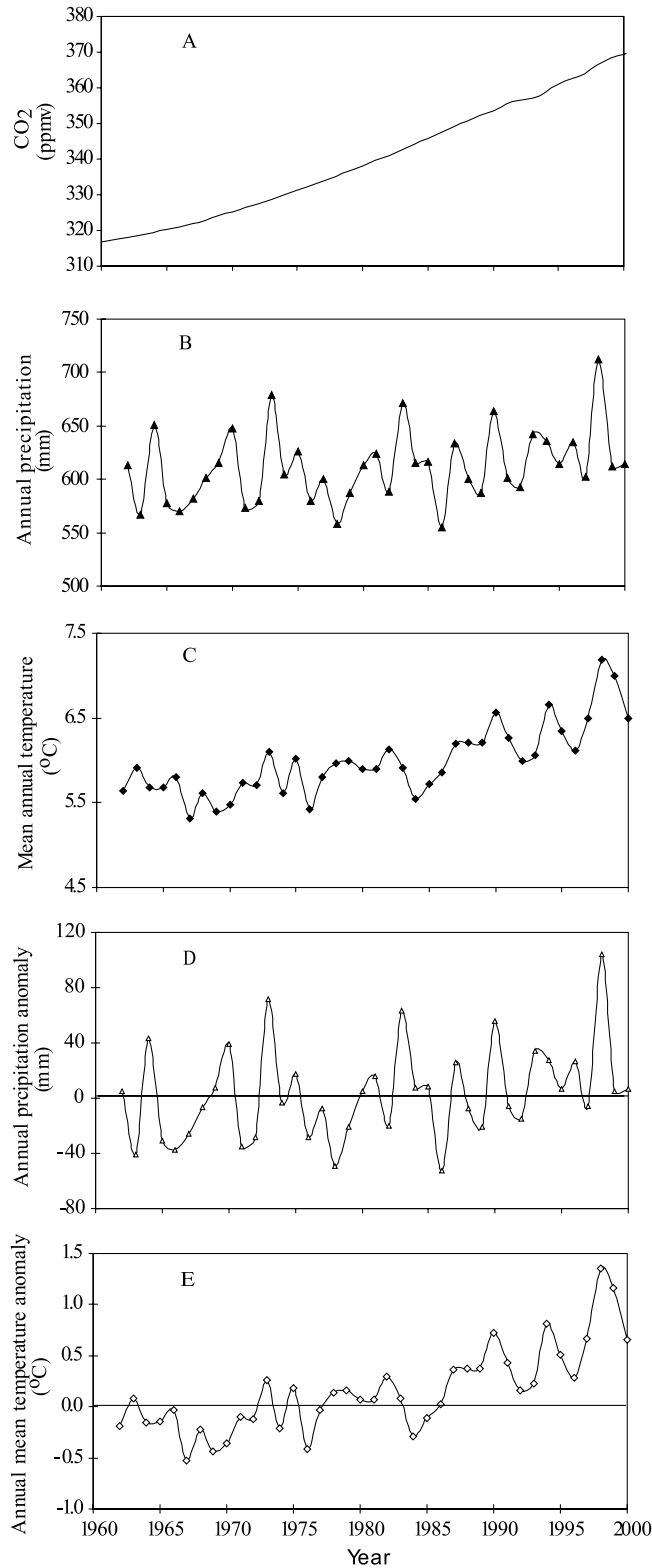 380
370
360
350
340
330
320
310
CO2
(ppmv)
A
750
700
650
600
550
500
Annual precipitation
(mm)
B
7.5
6.5
5.5
4.5
Mean annual temperature
(oC)
C
120
80
40
0
-40
-80
Annual prcipitation anomaly
(mm)
D
1.5
1.0
0.5
0.0
-0.5
-1.0
Annual mean temperature anomaly
(oC)
E
1960 1965 1970 1975 1980 1985 1990 1995 2000
Year